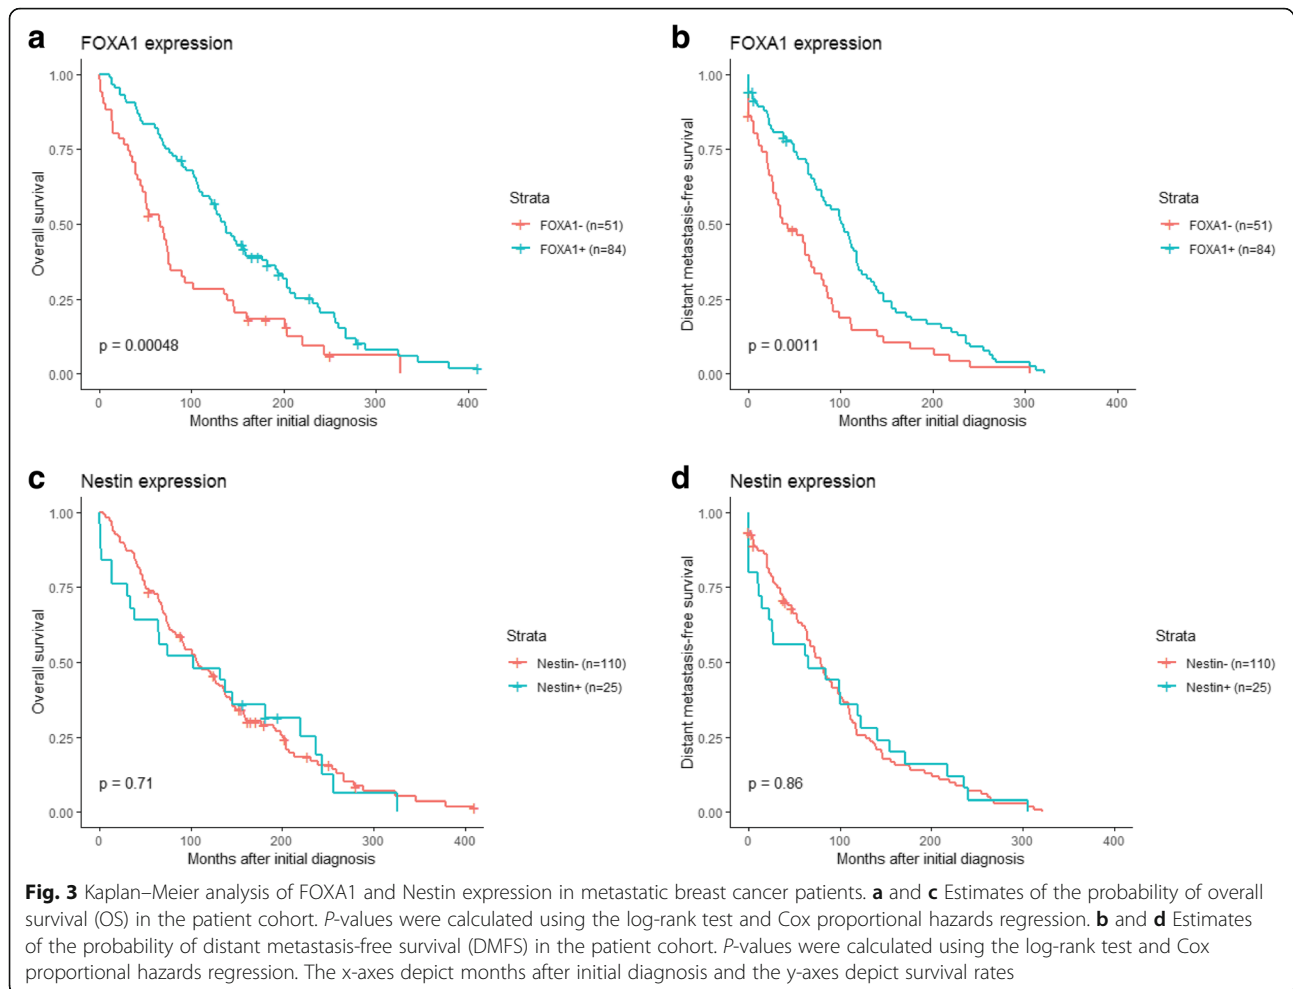 a
FOXA1 expression
1.00
0.75
0.50
0.25
0.00
Overall survival
p = 0.00048
0 100 200 300 400
Months after initial diagnosis
Strata
FOXA1- (n=51)
FOXA1+ (n=84)
b
FOXA1 expression
1.00
0.75
0.50
0.25
0.00
Distant metastasis-free survival
p = 0.0011
0 100 200 300 400
Months after initial diagnosis
Strata
FOXA1- (n=51)
FOXA1+ (n=84)
c
Nestin expression
1.00
0.75
0.50
0.25
0.00
Overall survival
p = 0.71
0 100 200 300 400
Months after initial diagnosis
Strata
Nestin- (n=110)
Nestin+ (n=25)
d
Nestin expression
1.00
0.75
0.50
0.25
0.00
Distant metastasis-free survival
p = 0.86
0 100 200 300 400
Months after initial diagnosis
Strata
Nestin- (n=110)
Nestin+ (n=25)
Fig. 3 Kaplan–Meier analysis of FOXA1 and Nestin expression in metastatic breast cancer patients. a and c Estimates of the probability of overall
survival (OS) in the patient cohort. P-values were calculated using the log-rank test and Cox proportional hazards regression. b and d Estimates
of the probability of distant metastasis-free survival (DMFS) in the patient cohort. P-values were calculated using the log-rank test and Cox
proportional hazards regression. The x-axes depict months after initial diagnosis and the y-axes depict survival rates